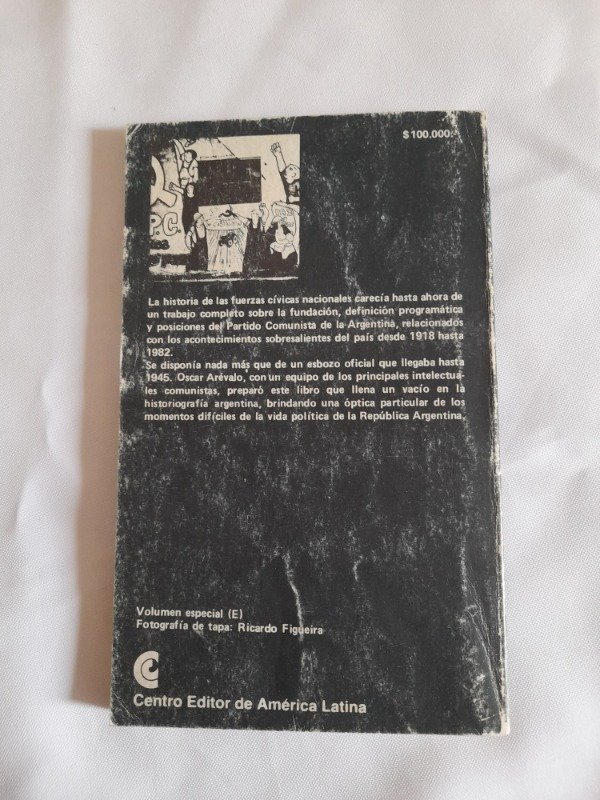 $100.000.-
P.C.
La historia de las fuerzas cívicas nacionales carecía hasta ahora de
un trabajo completo sobre la fundación, definición programática
y posiciones del Partido Comunista de la Argentina, relacionados
con los acontecimientos sobresalientes del país desde 1918 hasta
1982.
Se disponía nada más que de un esbozo oficial que llegaba hasta
1945. Oscar Arévalo, con un equipo de los principales intelectua-
les comunistas, preparó este libro que llena un vacío en la
historiografía argentina, brindando una óptica particular de los
momentos difíciles de la vida política de la República Argentina.
Volumen especial (E)
Fotografía de tapa: Ricardo Figueira
Centro Editor de América Latina